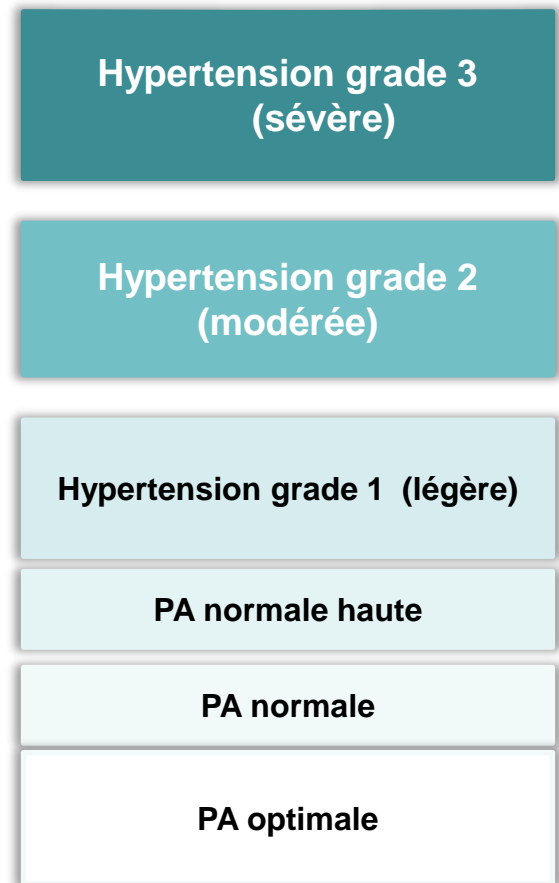 Hypertension grade 3
(sévère)
Hypertension grade 2
(modérée)
Hypertension grade 1 (légère)
PA normale haute
PA normale
PA optimale